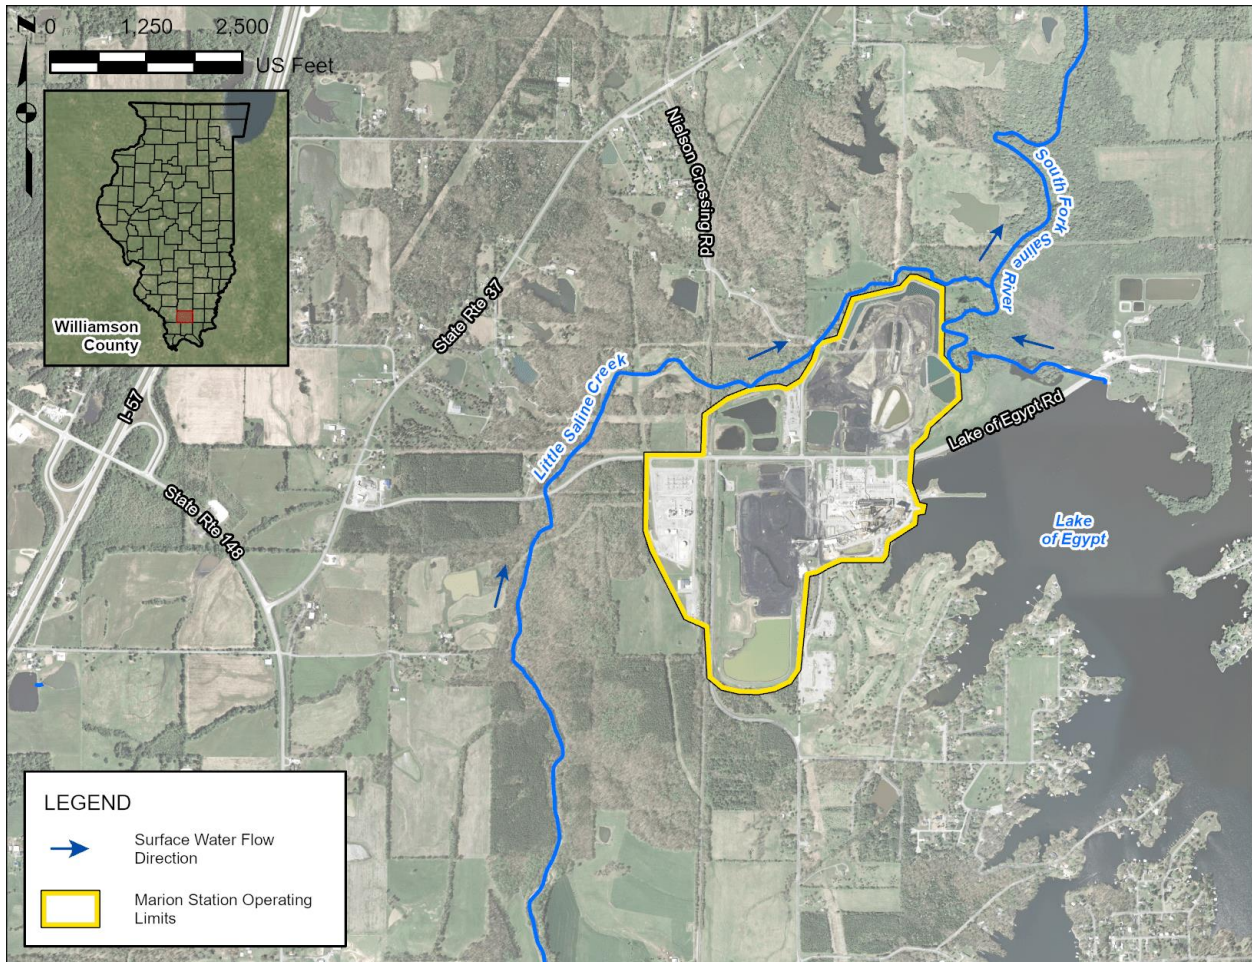 N
0
1,250
2,500
US Feet
Williamson
County
Nielson Crossing Rd
South Fork Saline River
State Rte 37
I-57
Little Saline Creek
Lake of Egypt Rd
State Rte 148
Lake
of Egypt
LEGEND
Surface Water Flow
Direction
Marion Station Operating
Limits